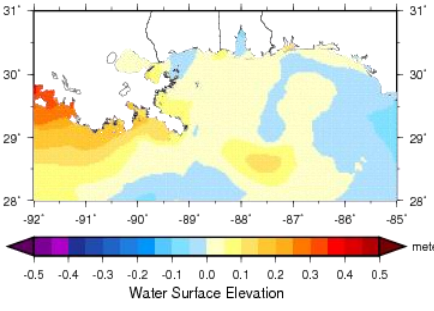 31° 31°
30° 30°
29° 29°
28° 28°
-92° -91° -90° -89° -88° -87° -86° -85°
mete
-0.5 -0.4 -0.3 -0.2 -0.1 0.0 0.1 0.2 0.3 0.4 0.5
Water Surface Elevation